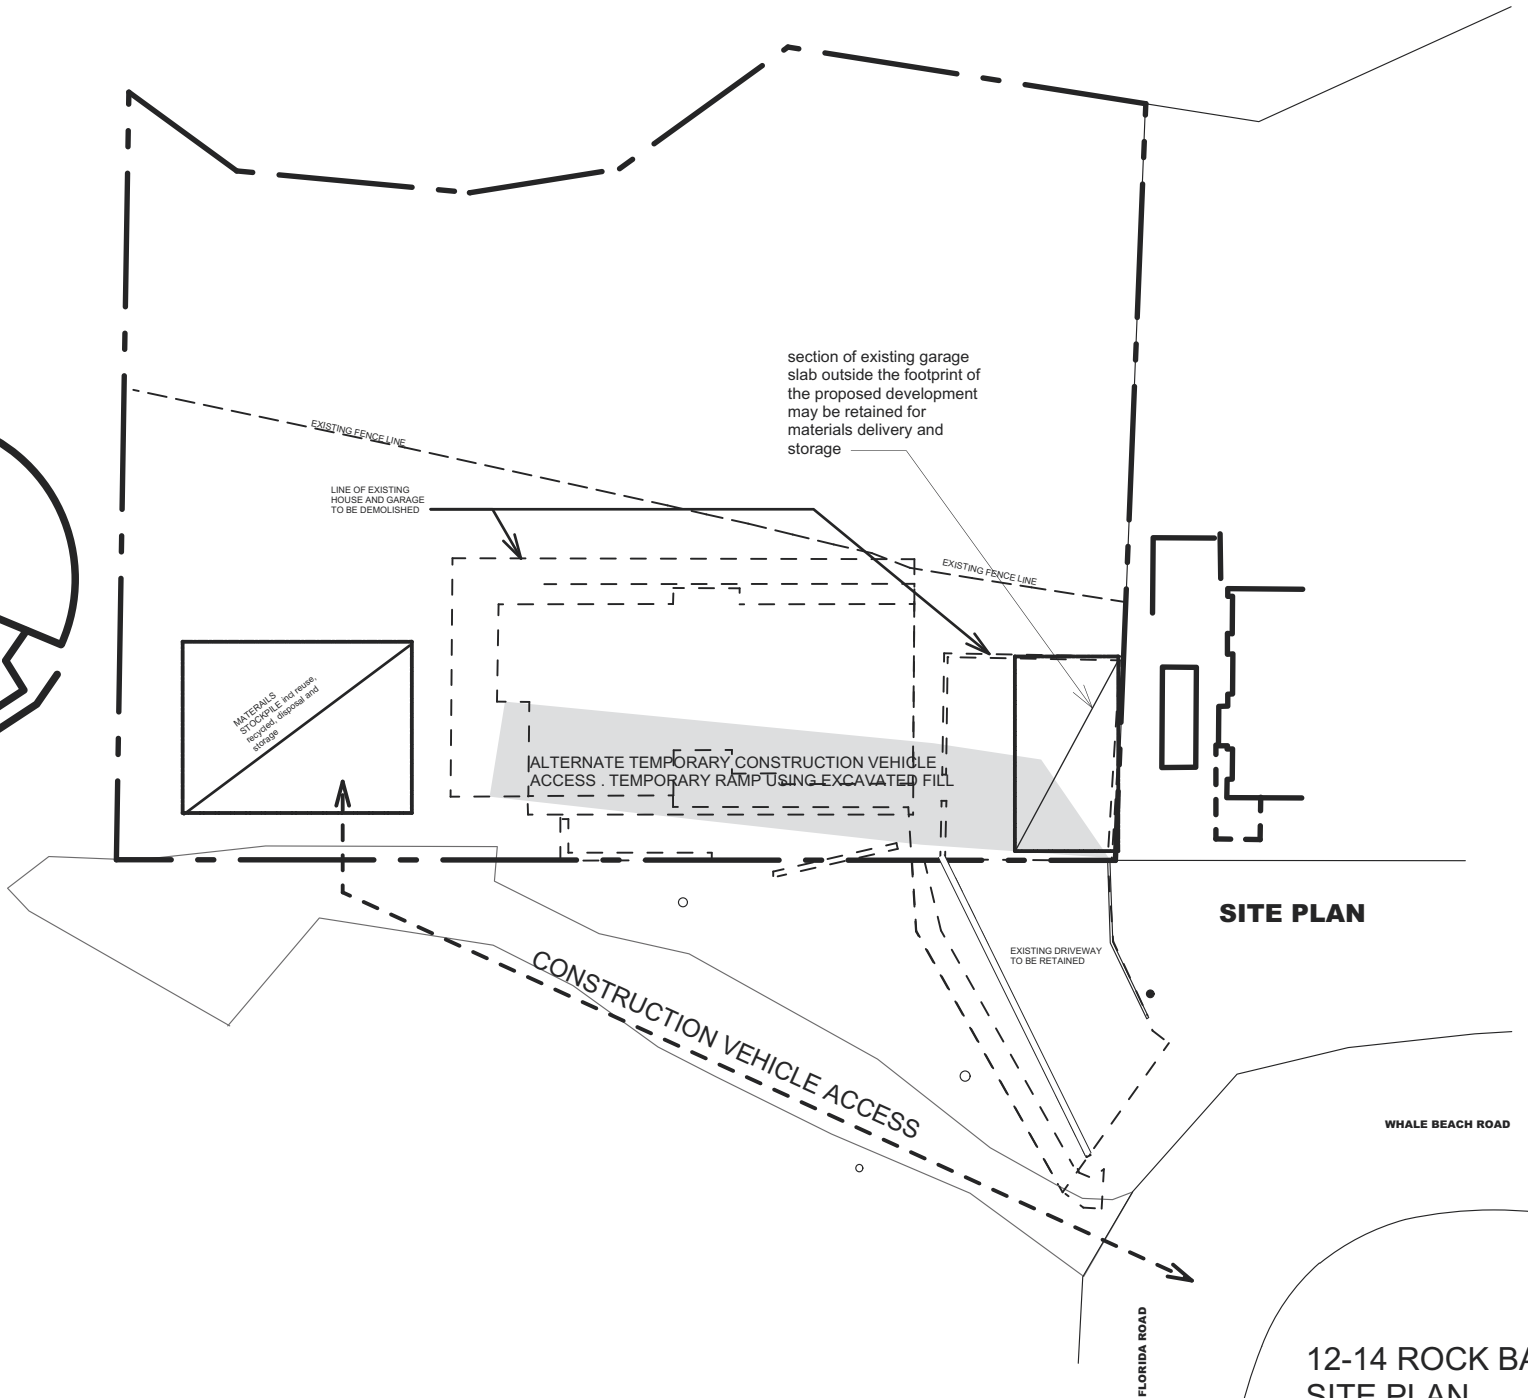 section of existing garage
slab outside the footprint of
the proposed development
may be retained for
materials delivery and
storage
EXISTING FENCE LINE
LINE OF EXISTING
HOUSE AND GARAGE
TO BE DEMOLISHED
EXISTING FENCE LINE
MATERAILS
STOCKPILE incl reuse,
recycled, disposal and
storage
ALTERNATE TEMPORARY CONSTRUCTION VEHICLE
ACCESS . TEMPORARY RAMP USING EXCAVATED FILL
SITE PLAN
EXISTING DRIVEWAY
TO BE RETAINED
CONSTRUCTION VEHICLE ACCESS
WHALE BEACH ROAD
FLORIDA ROAD
12-14 ROCK BA
SITE PLAN